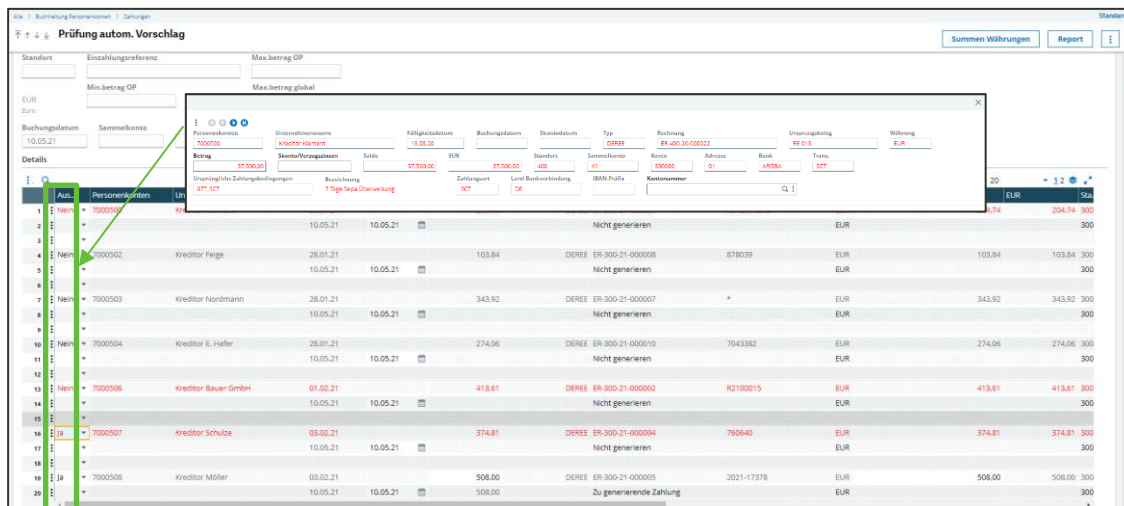 Alle > Buchhaltung Personenkonten > Zahlungen
Standar
Prüfung autom. Vorschlag
Summen Währungen Report
Standort Einzahlungsreferenz Max.betrag OP
Min.betrag OP Max.betrag global
EUR
Euro
Buchungsdatum Sammelkonto
10.05.21
Details
Personenkonten Unternehmensname Fälligkeitsdatum Buchungsdatum Skontodatum Typ Rechnung Ursprungsbeleg Währung
7000500 Kreditor Klement 13.08.20 DEREE ER-400-20-000022 RE 013 EUR
Betrag Skonto/Verzugszinsen Saldo EUR Standort Sammelkonto Konto Adresse Bank Trans.
37.500,00 37.500,00 37.500,00 400 K1 330000 01 SCT
Ursprüngliche Zahlungsbedingungen Bezeichnung Zahlungsart Land Bankverbindung IBAN-Präfix Kontonummer
07T_SCT 7 Tage Sepa Überweisung SCT DE
20 1 2
Aus... Personenkonten Un EUR Sta.
1 Nein 7000500 Kre 204,74 300
2 10.05.21 10.05.21 Nicht generieren EUR 300
3
4 Nein 7000502 Kreditor Feige 28.01.21 103,84 DEREE ER-300-21-000008 878039 EUR 103,84 103,84 300
5 10.05.21 10.05.21 Nicht generieren EUR 300
6
7 Nein 7000503 Kreditor Nordmann 28.01.21 343,92 DEREE ER-300-21-000007 * EUR 343,92 343,92 300
8 10.05.21 10.05.21 Nicht generieren EUR 300
9
10 Nein 7000504 Kreditor E. Hafer 28.01.21 274,06 DEREE ER-300-21-000010 7043382 EUR 274,06 274,06 300
11 10.05.21 10.05.21 Nicht generieren EUR 300
12
13 Nein 7000506 Kreditor Bauer GmbH 01.02.21 413,61 DEREE ER-300-21-000002 R2100015 EUR 413,61 413,61 300
14 10.05.21 10.05.21 Nicht generieren EUR 300
15
16 Ja 7000507 Kreditor Schulze 03.02.21 374,81 DEREE ER-300-21-000004 760640 EUR 374,81 374,81 300
17 10.05.21 10.05.21 Nicht generieren EUR 300
18
19 Ja 7000508 Kreditor Möller 03.02.21 508,00 DEREE ER-300-21-000005 2021-17378 EUR 508,00 508,00 300
20 10.05.21 10.05.21 508,00 Zu generierende Zahlung EUR 300